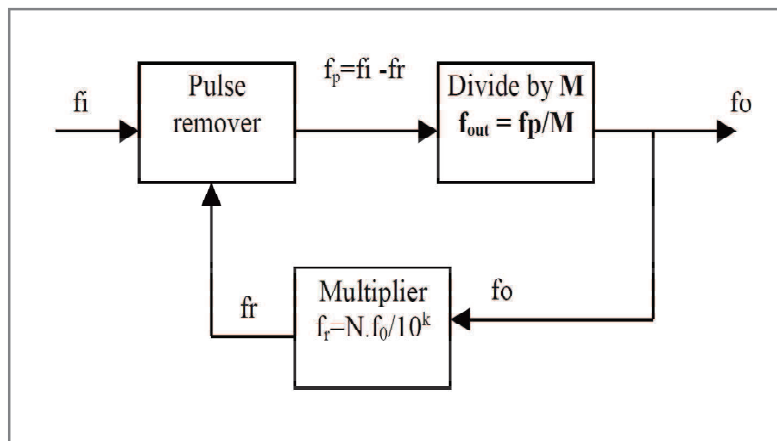 fi
Pulse
remover
fₚ=fi -fr
Divide by M
fₒᵤₜ = fp/M
fo
fr
Multiplier
fᵣ=N.f₀/10ᵏ
fo